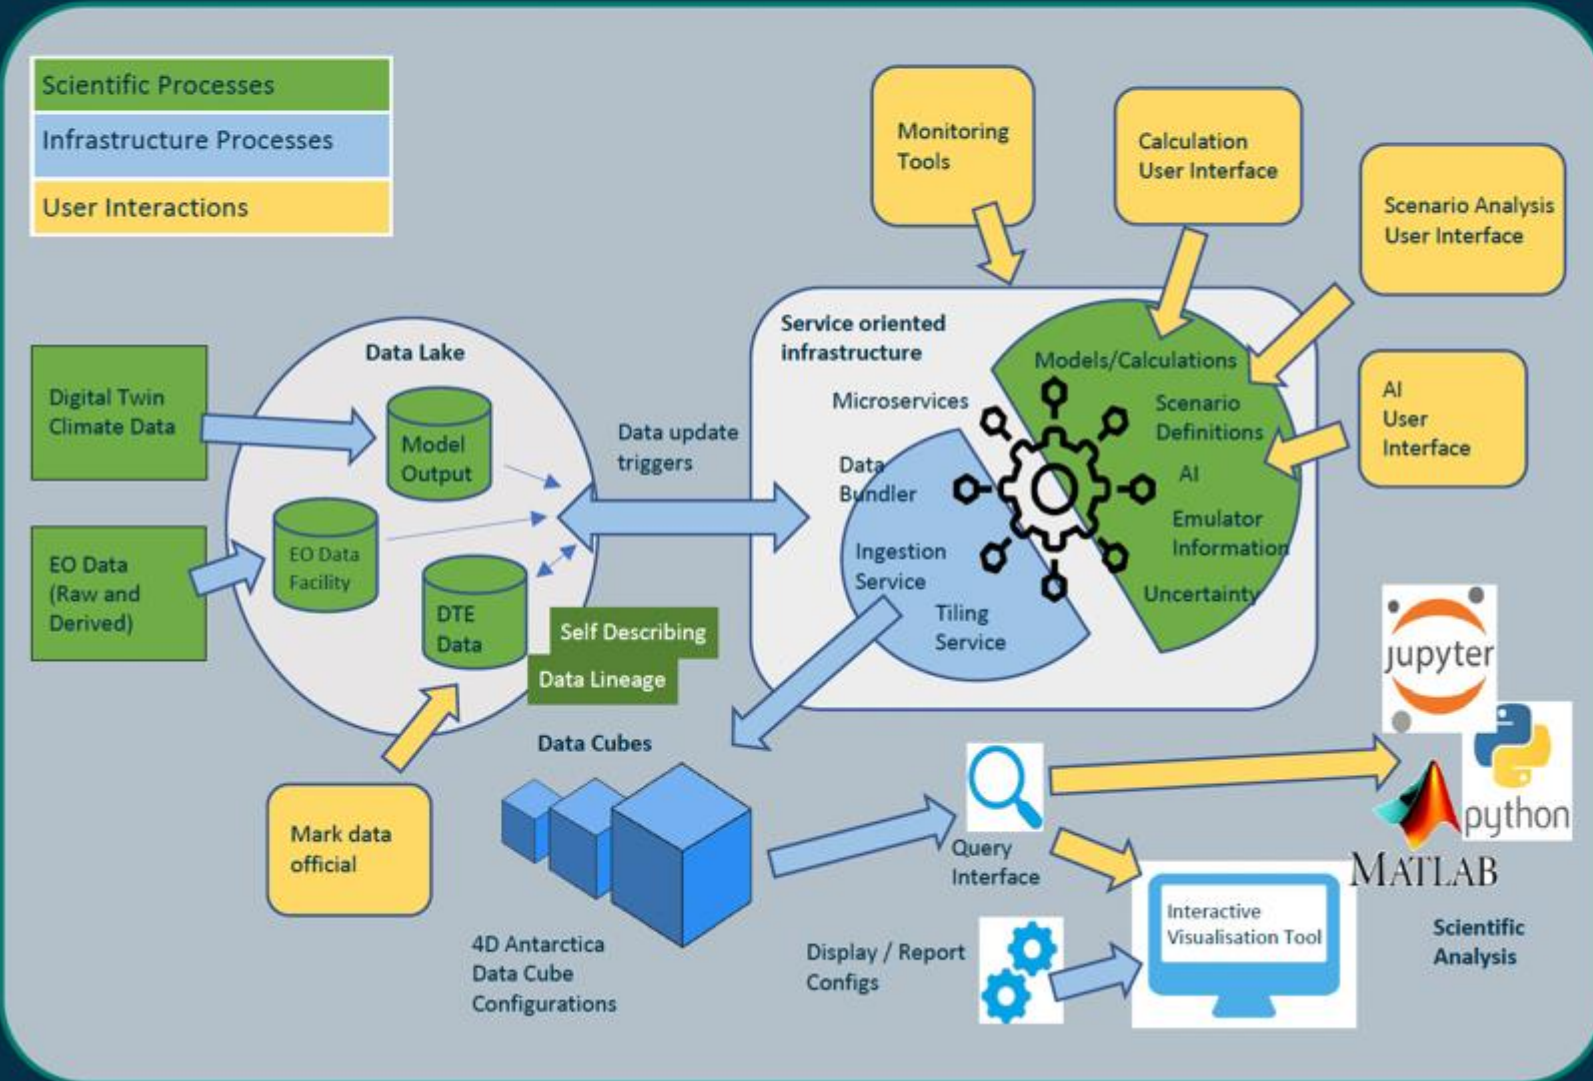 Scientific Processes
Infrastructure Processes
User Interactions
Monitoring
Tools
Calculation
User Interface
Scenario Analysis
User Interface
AI
User
Interface
Digital Twin
Climate Data
EO Data
(Raw and
Derived)
Data Lake
Model
Output
EO Data
Facility
DTE
Data
Self Describing
Data Lineage
Mark data
official
Data update
triggers
Service oriented
infrastructure
Microservices
Data
Bundler
Ingestion
Service
Tiling
Service
Models/Calculations
Scenario
Definitions
AI
Emulator
Information
Uncertainty
Data Cubes
4D Antarctica
Data Cube
Configurations
Query
Interface
Display / Report
Configs
Interactive
Visualisation Tool
jupyter
python
MATLAB
Scientific
Analysis